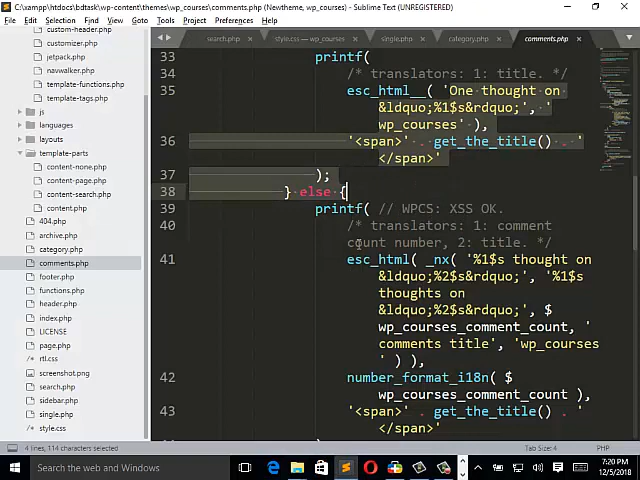 C:\xampp\htdocs\bdtask\wp-content\themes\wp_courses\comments.php (Newtheme, wp_courses) - Sublime Text (UNREGISTERED)
File Edit Selection Find View Goto Tools Project Preferences Help
search.php
style.css — wp_courses
single.php
category.php
comments.php
custom-header.php
customizer.php
jetpack.php
navwalker.php
template-functions.php
template-tags.php
js
languages
layouts
template-parts
content-none.php
content-page.php
content-search.php
content.php
404.php
archive.php
category.php
comments.php
footer.php
functions.php
header.php
index.php
LICENSE
page.php
rtl.css
screenshot.png
search.php
sidebar.php
single.php
style.css
33 printf(
34 /* translators: 1: title. */
35 esc_html__( 'One thought on
&ldquo;%1$s&rdquo;', '
wp_courses' ),
36 '<span>' . get_the_title() . '
</span>'
37 );
38 } else {
39 printf( // WPCS: XSS OK.
40 /* translators: 1: comment
count number, 2: title. */
41 esc_html( _nx( '%1$s thought on
&ldquo;%2$s&rdquo;', '%1$s
thoughts on
&ldquo;%2$s&rdquo;', $
wp_courses_comment_count, '
comments title', 'wp_courses
' ) ),
42 number_format_i18n( $
wp_courses_comment_count ),
43 '<span>' . get_the_title() . '
</span>'
4 lines, 114 characters selected
Tab Size: 4
PHP
Search the web and Windows
7:20 PM
12/5/2018